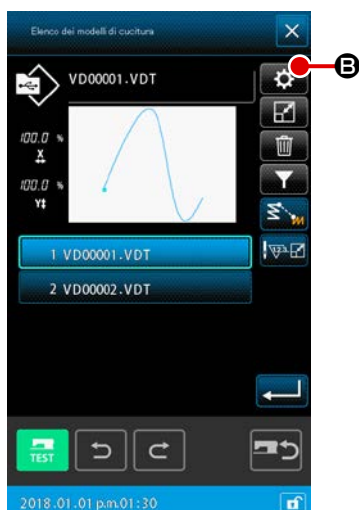 Elenco dei modelli di cucitura
B
VD00001.VDT
100.0 %
X
100.0 %
Y
1 VD00001.VDT
2 VD00002.VDT
TEST
2018.01.01 p.m.01:30